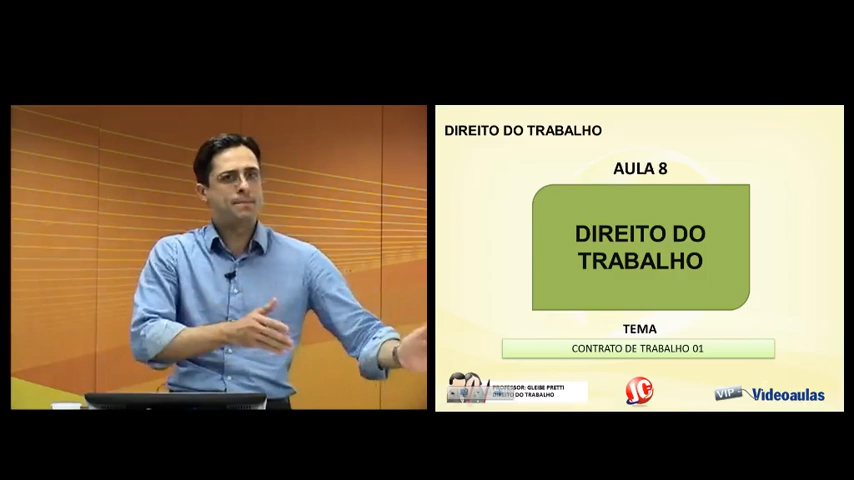 DIREITO DO TRABALHO
AULA 8
DIREITO DO
TRABALHO
TEMA
CONTRATO DE TRABALHO 01
PROFESSOR: GLEIBE PRETTI
DIREITO DO TRABALHO
JC
VIP Videoaulas